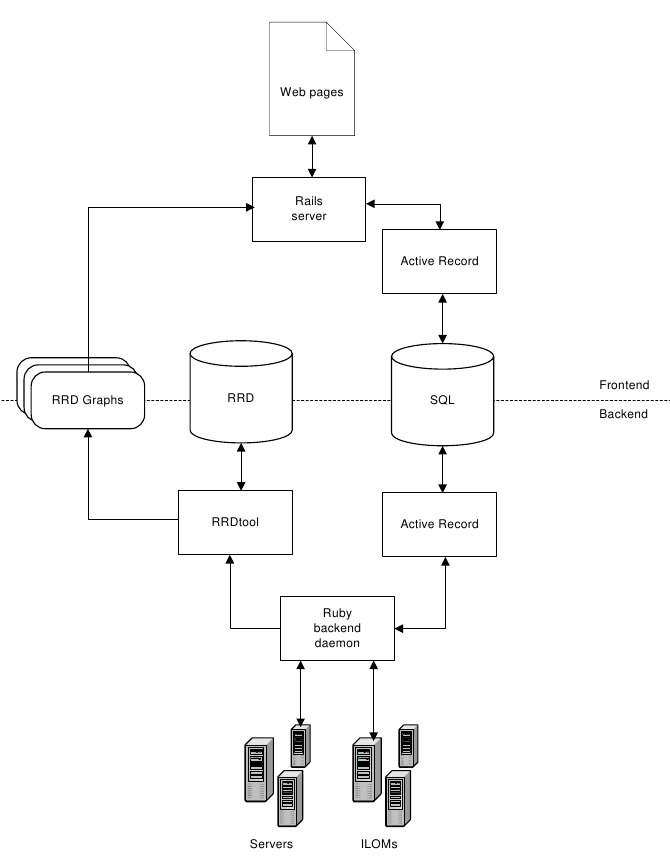 Web pages
Rails
server
Active Record
Frontend
RRD Graphs
RRD
SQL
Backend
RRDtool
Active Record
Ruby
backend
daemon
Servers
ILOMs